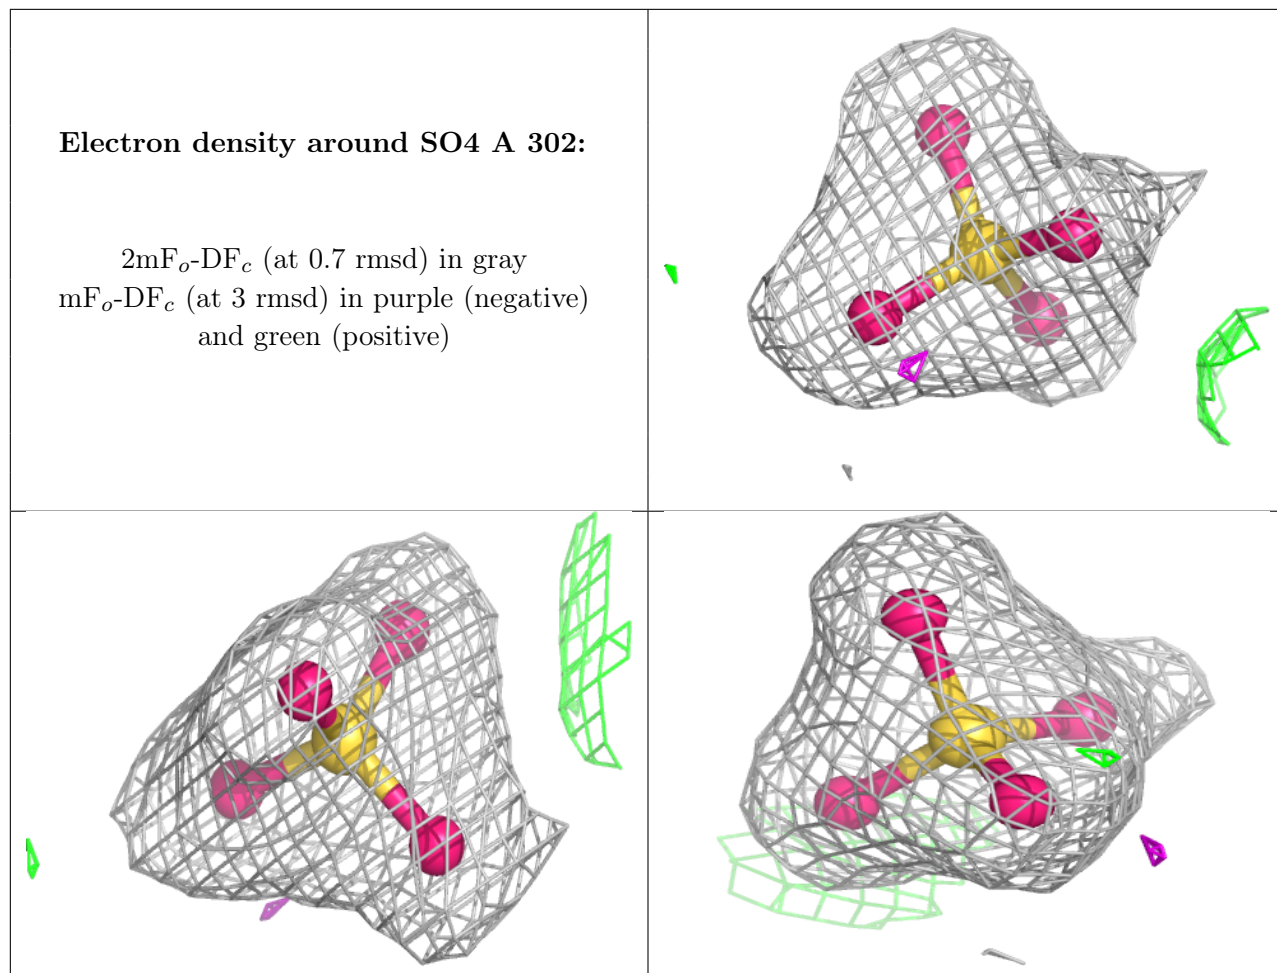 Electron density around SO4 A 302:
2mFo-DFc (at 0.7 rmsd) in gray
mFo-DFc (at 3 rmsd) in purple (negative)
and green (positive)